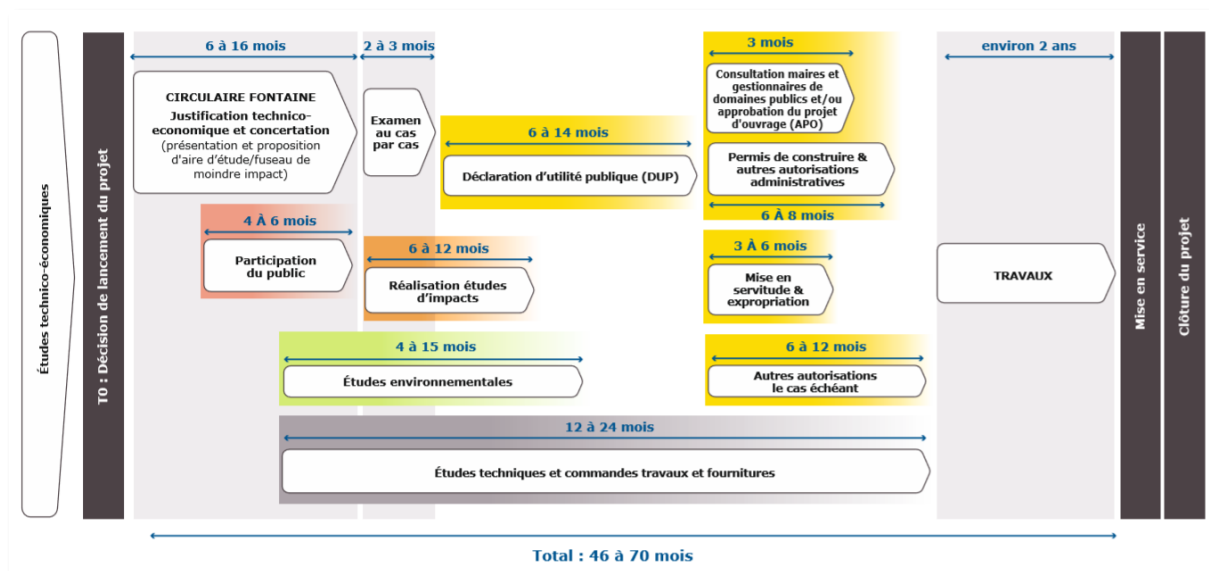 Études technico-économiques
T0 : Décision de lancement du projet
6 à 16 mois
CIRCULAIRE FONTAINE
Justification technico-
economique et concertation
(présentation et proposition
d'aire d'étude/fuseau de
moindre impact)
4 À 6 mois
Participation
du public
2 à 3 mois
Examen
au cas
par cas
6 à 14 mois
Déclaration d'utilité publique (DUP)
6 à 12 mois
Réalisation études
d'impacts
4 à 15 mois
Études environnementales
12 à 24 mois
Études techniques et commandes travaux et fournitures
3 mois
Consultation maires et
gestionnaires de
domaines publics et/ou
approbation du projet
d'ouvrage (APO)
Permis de construire &
autres autorisations
administratives
6 À 8 mois
3 À 6 mois
Mise en
servitude &
expropriation
6 à 12 mois
Autres autorisations
le cas échéant
environ 2 ans
TRAVAUX
Mise en service
Clôture du projet
Total : 46 à 70 mois